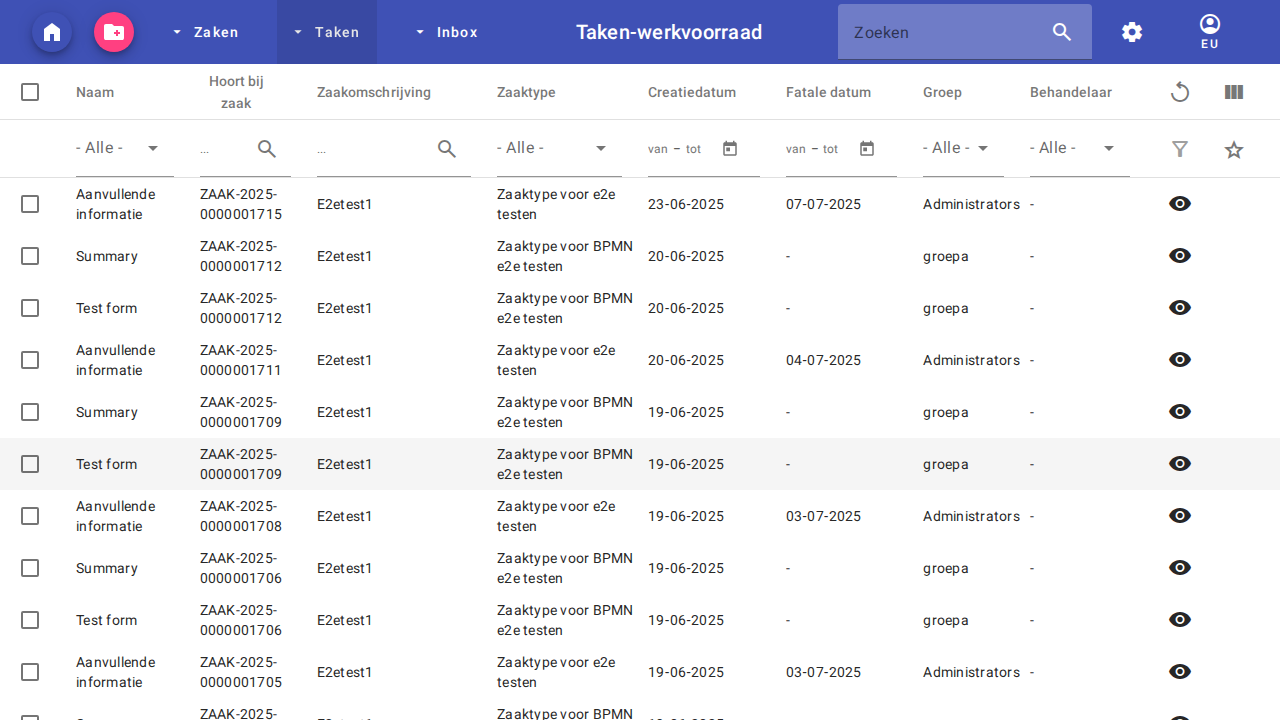 Zaken Taken Inbox Taken-werkvoorraad Zoeken EU
Naam Hoort bij zaak Zaakomschrijving Zaaktype Creatiedatum Fatale datum Groep Behandelaar
- Alle - ... ... - Alle - van – tot van – tot - Alle - - Alle -
Aanvullende informatie ZAAK-2025-0000001715 E2etest1 Zaaktype voor e2e testen 23-06-2025 07-07-2025 Administrators -
Summary ZAAK-2025-0000001712 E2etest1 Zaaktype voor BPMN e2e testen 20-06-2025 - groepa -
Test form ZAAK-2025-0000001712 E2etest1 Zaaktype voor BPMN e2e testen 20-06-2025 - groepa -
Aanvullende informatie ZAAK-2025-0000001711 E2etest1 Zaaktype voor e2e testen 20-06-2025 04-07-2025 Administrators -
Summary ZAAK-2025-0000001709 E2etest1 Zaaktype voor BPMN e2e testen 19-06-2025 - groepa -
Test form ZAAK-2025-0000001709 E2etest1 Zaaktype voor BPMN e2e testen 19-06-2025 - groepa -
Aanvullende informatie ZAAK-2025-0000001708 E2etest1 Zaaktype voor e2e testen 19-06-2025 03-07-2025 Administrators -
Summary ZAAK-2025-0000001706 E2etest1 Zaaktype voor BPMN e2e testen 19-06-2025 - groepa -
Test form ZAAK-2025-0000001706 E2etest1 Zaaktype voor BPMN e2e testen 19-06-2025 - groepa -
Aanvullende informatie ZAAK-2025-0000001705 E2etest1 Zaaktype voor e2e testen 19-06-2025 03-07-2025 Administrators -
ZAAK-2025- Zaaktype voor BPMN